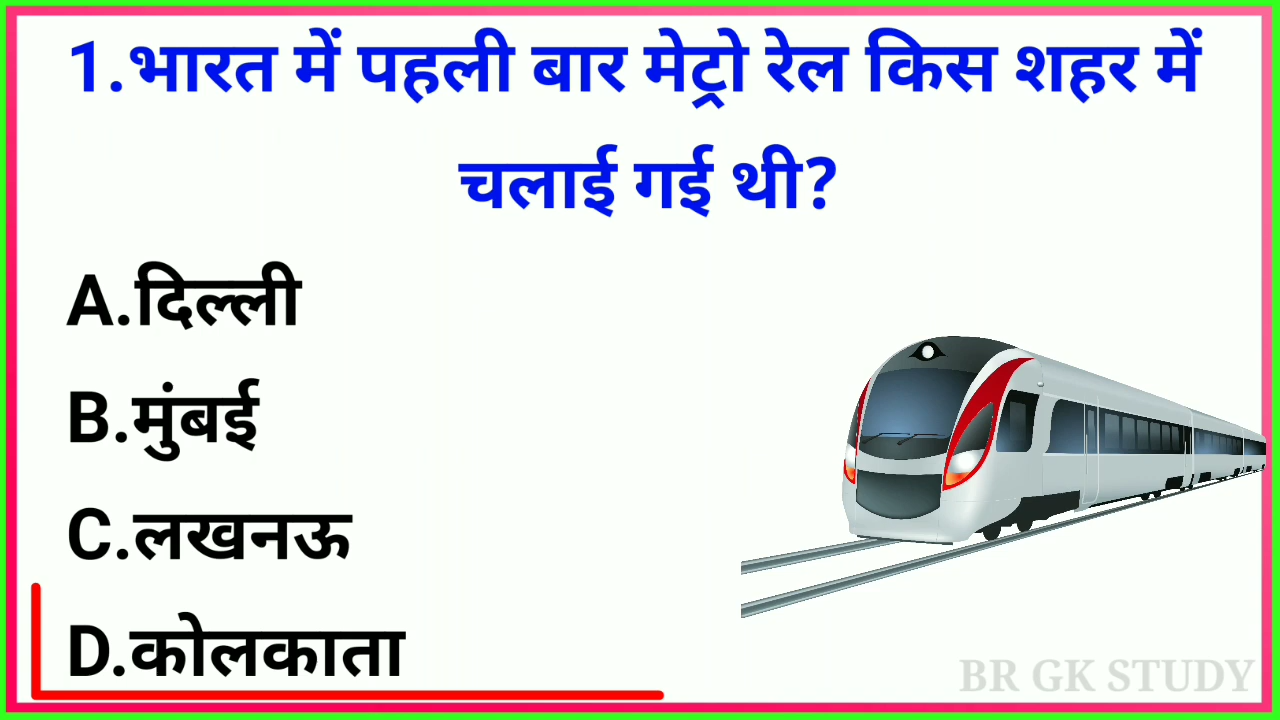 1.भारत में पहली बार मेट्रो रेल किस शहर में
चलाई गई थी?
A.दिल्ली
B.मुंबई
C.लखनऊ
D.कोलकाता
BR GK STUDY